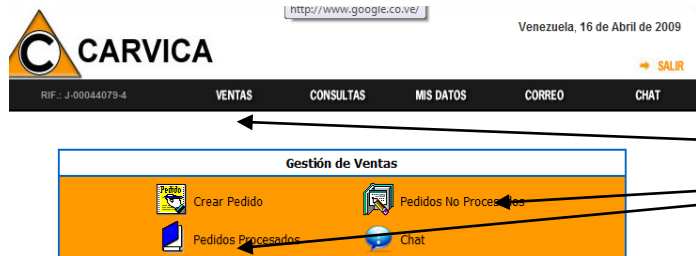 http://www.google.co.ve/
Venezuela, 16 de Abril de 2009
C CARVICA
SALIR
RIF.: J-00044079-4 VENTAS CONSULTAS MIS DATOS CORREO CHAT
Gestión de Ventas
Pedido Crear Pedido Pedidos No Procesados
Pedidos Procesados Chat